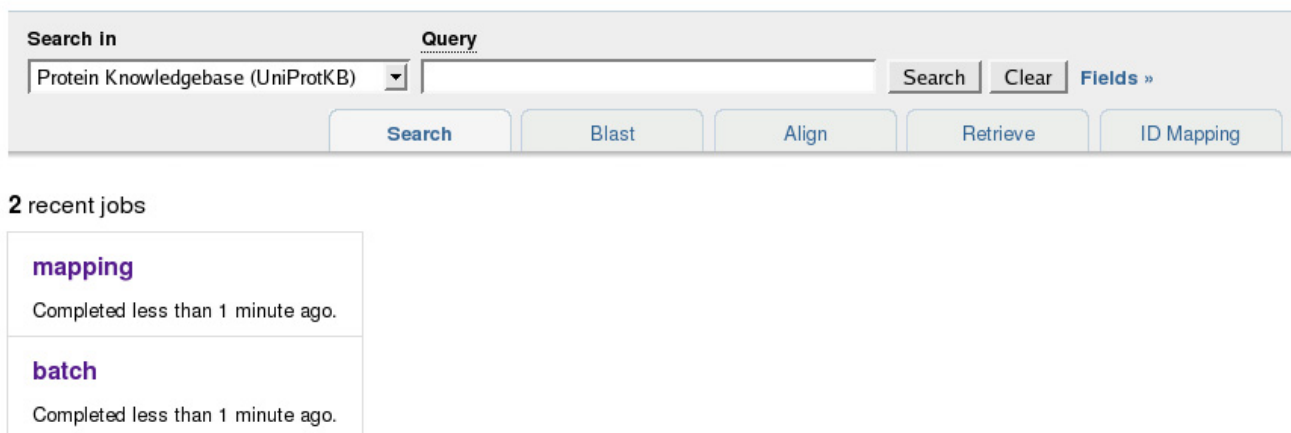 Search in Query
Protein Knowledgebase (UniProtKB) Search Clear Fields »
Search Blast Align Retrieve ID Mapping
2 recent jobs
mapping
Completed less than 1 minute ago.
batch
Completed less than 1 minute ago.